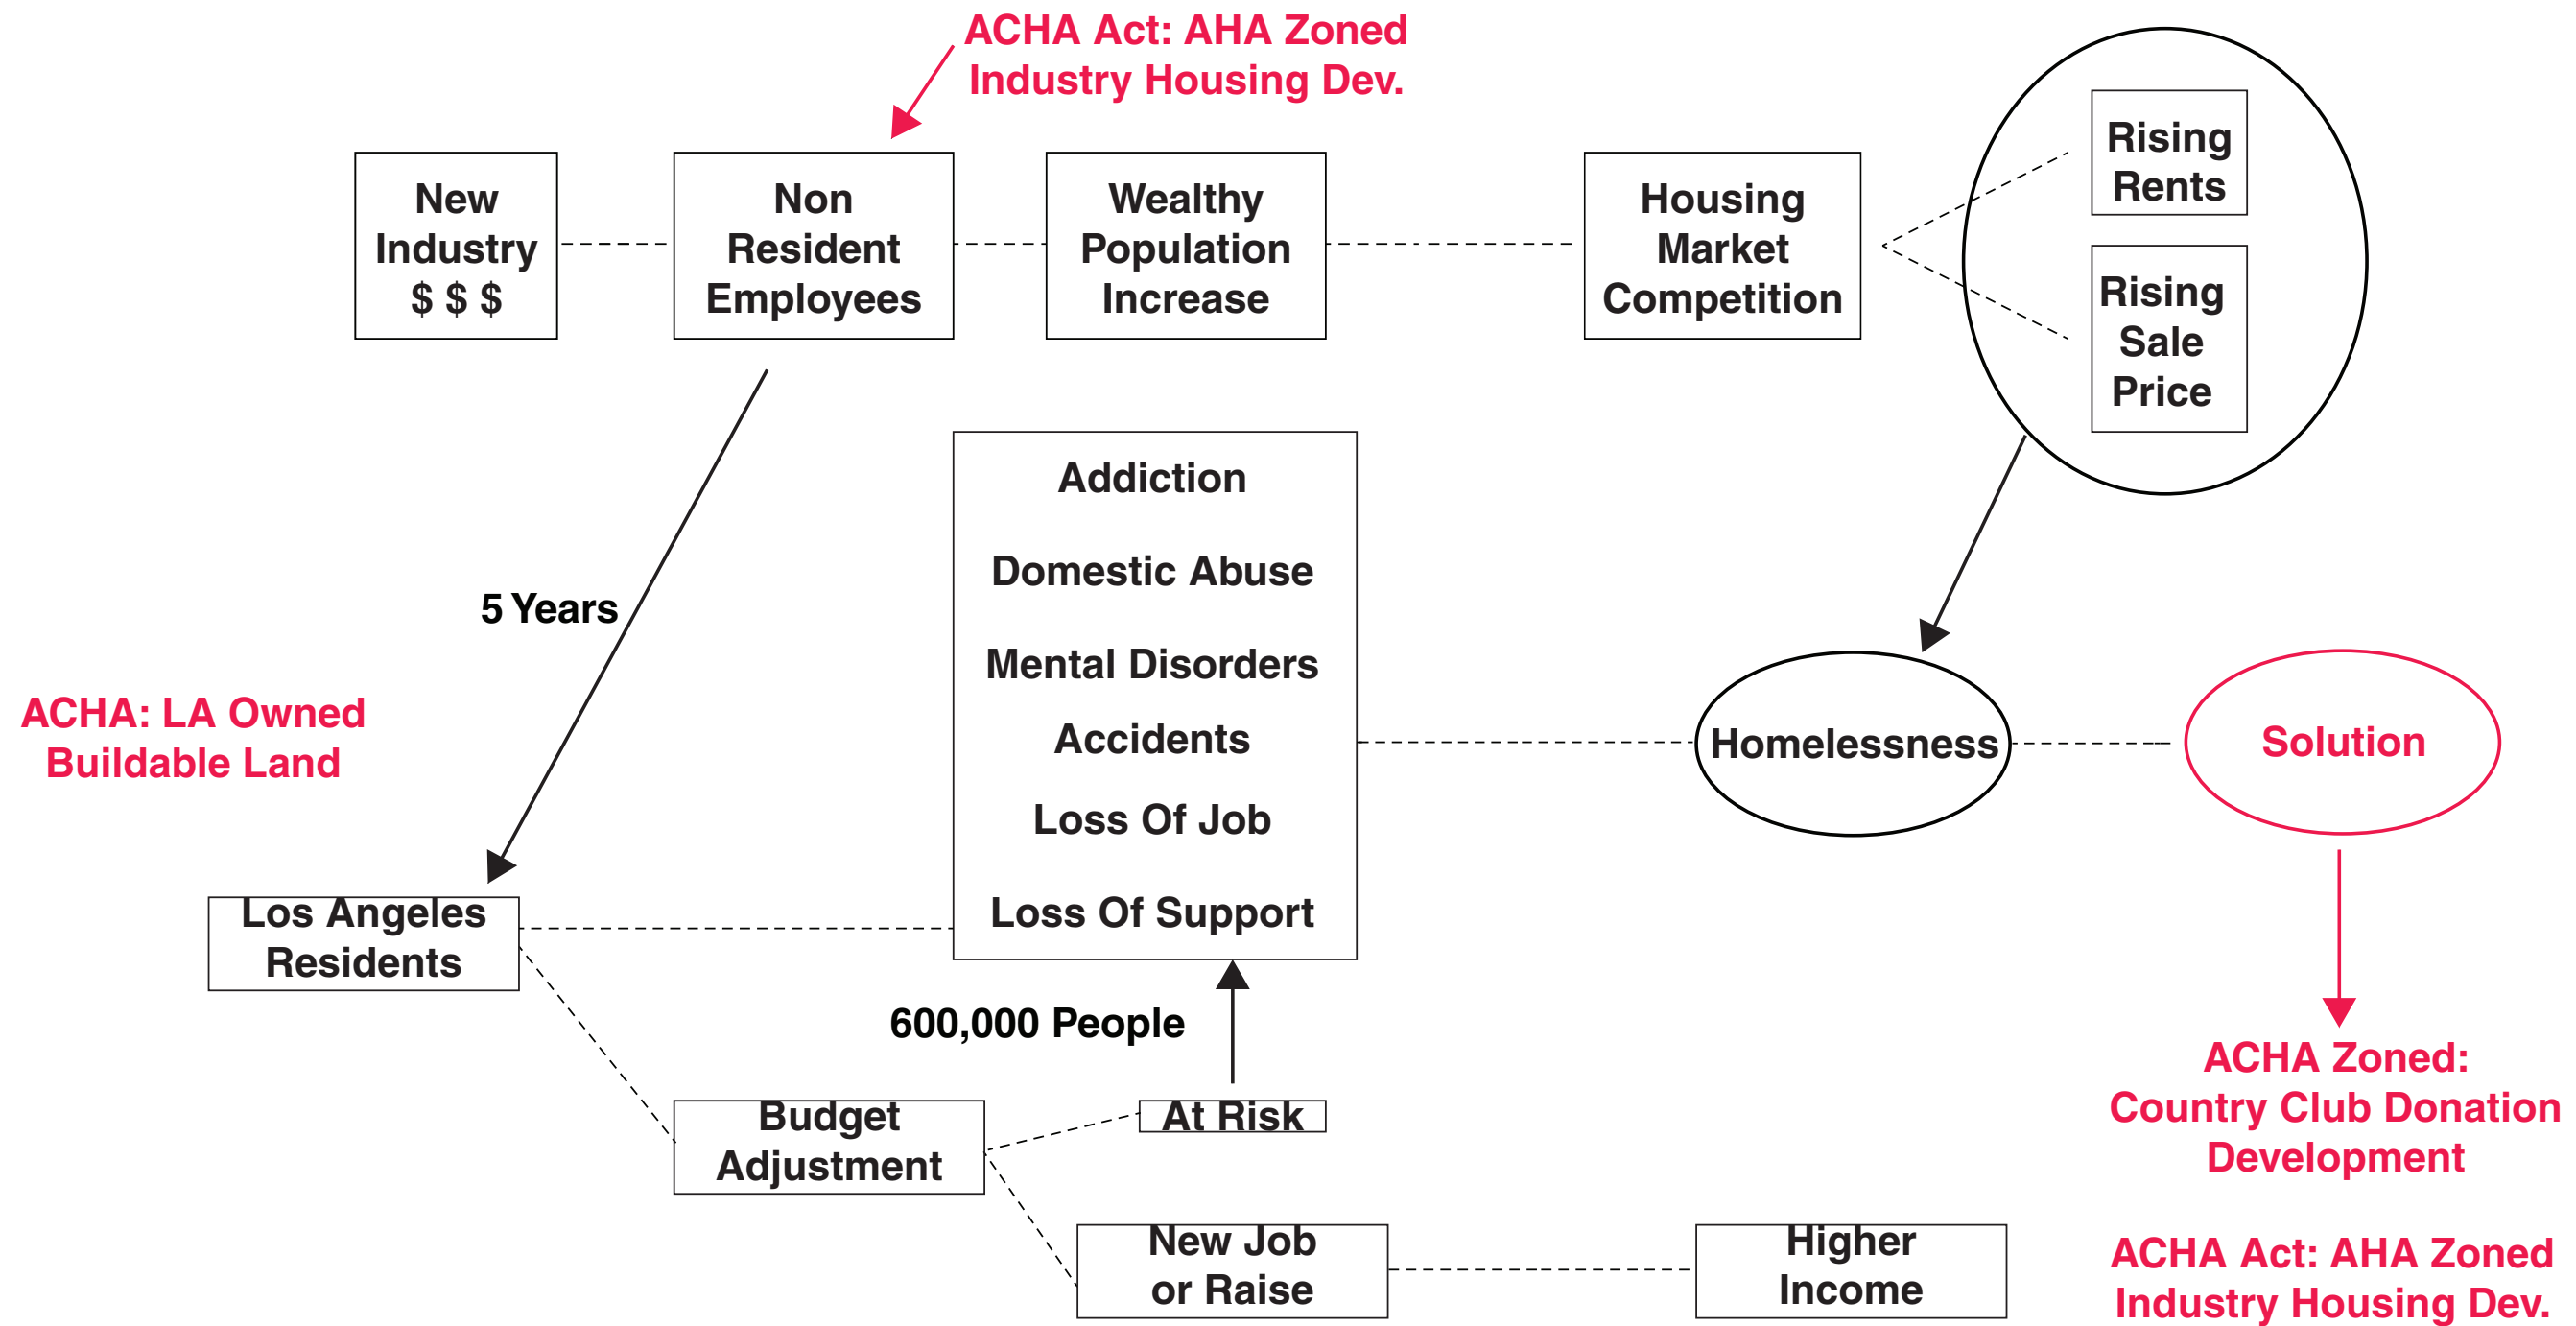 ACHA Act: AHA Zoned
Industry Housing Dev.
New
Industry
$ $ $
Non
Resident
Employees
Wealthy
Population
Increase
Housing
Market
Competition
Rising
Rents
Rising
Sale
Price
5 Years
ACHA: LA Owned
Buildable Land
Addiction
Domestic Abuse
Mental Disorders
Accidents
Loss Of Job
Loss Of Support
Homelessness
Solution
Los Angeles
Residents
600,000 People
Budget
Adjustment
At Risk
New Job
or Raise
Higher
Income
ACHA Zoned:
Country Club Donation
Development
ACHA Act: AHA Zoned
Industry Housing Dev.